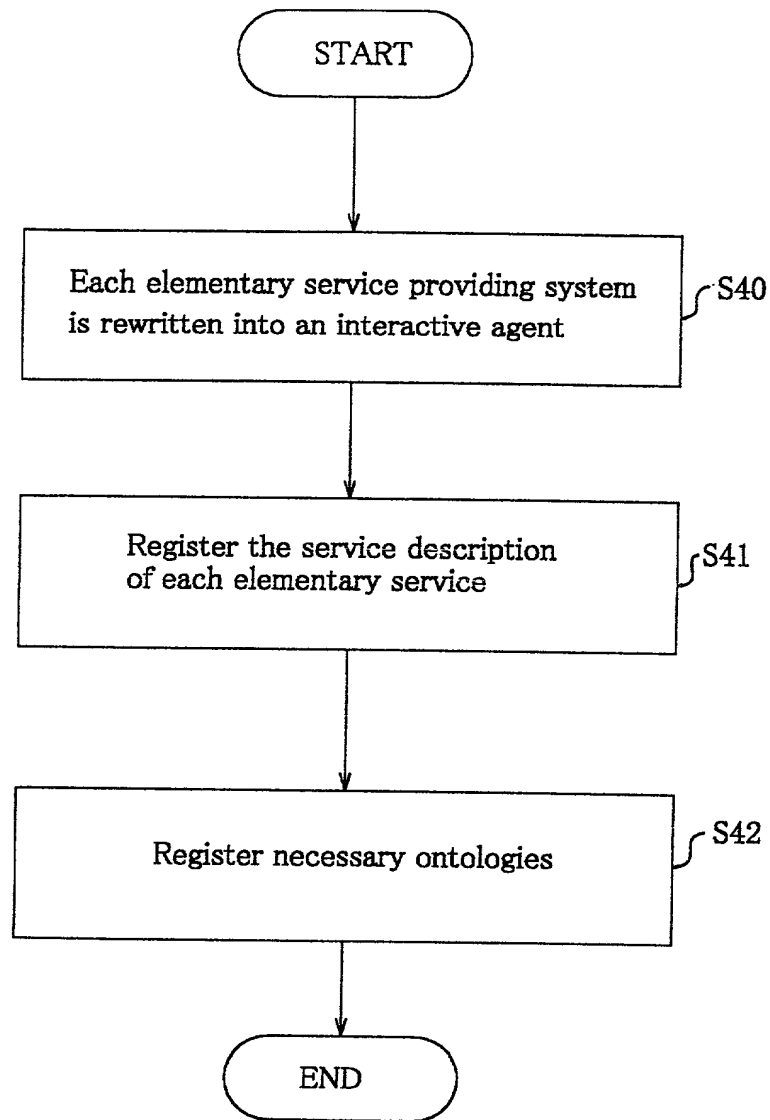 START
Each elementary service providing system
is rewritten into an interactive agent
S40
Register the service description
of each elementary service
S41
Register necessary ontologies
S42
END